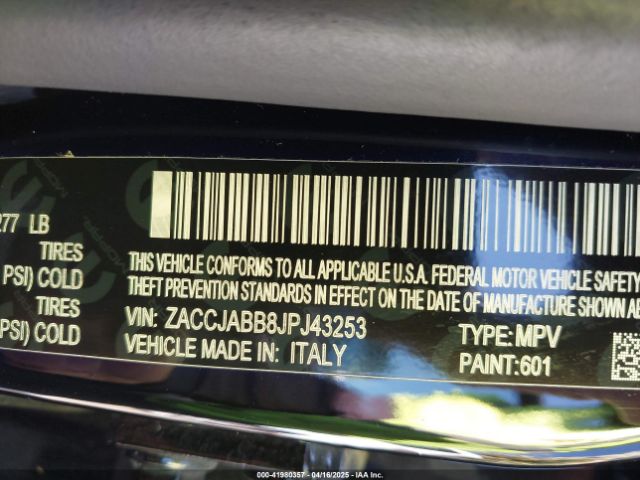 277 LB
TIRES
PSI) COLD
TIRES
PSI) COLD
THIS VEHICLE CONFORMS TO ALL APPLICABLE U.S.A. FEDERAL MOTOR VEHICLE SAFETY
THEFT PREVENTION STANDARDS IN EFFECT ON THE DATE OF MANUFACTURE SHOWN
VIN: ZACCJABB8JPJ43253 TYPE: MPV
VEHICLE MADE IN: ITALY PAINT:601
000-41980357 - 04/16/2025 - IAA Inc.